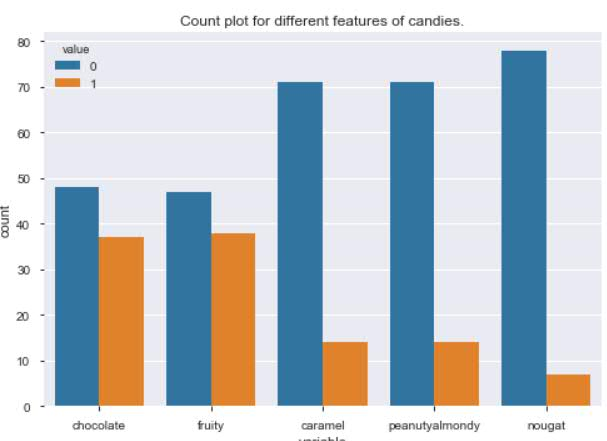 Count plot for different features of candies.
value
0
1
80
70
60
50
40
30
20
10
0
count
chocolate fruity caramel peanutyalmondy nougat
variable